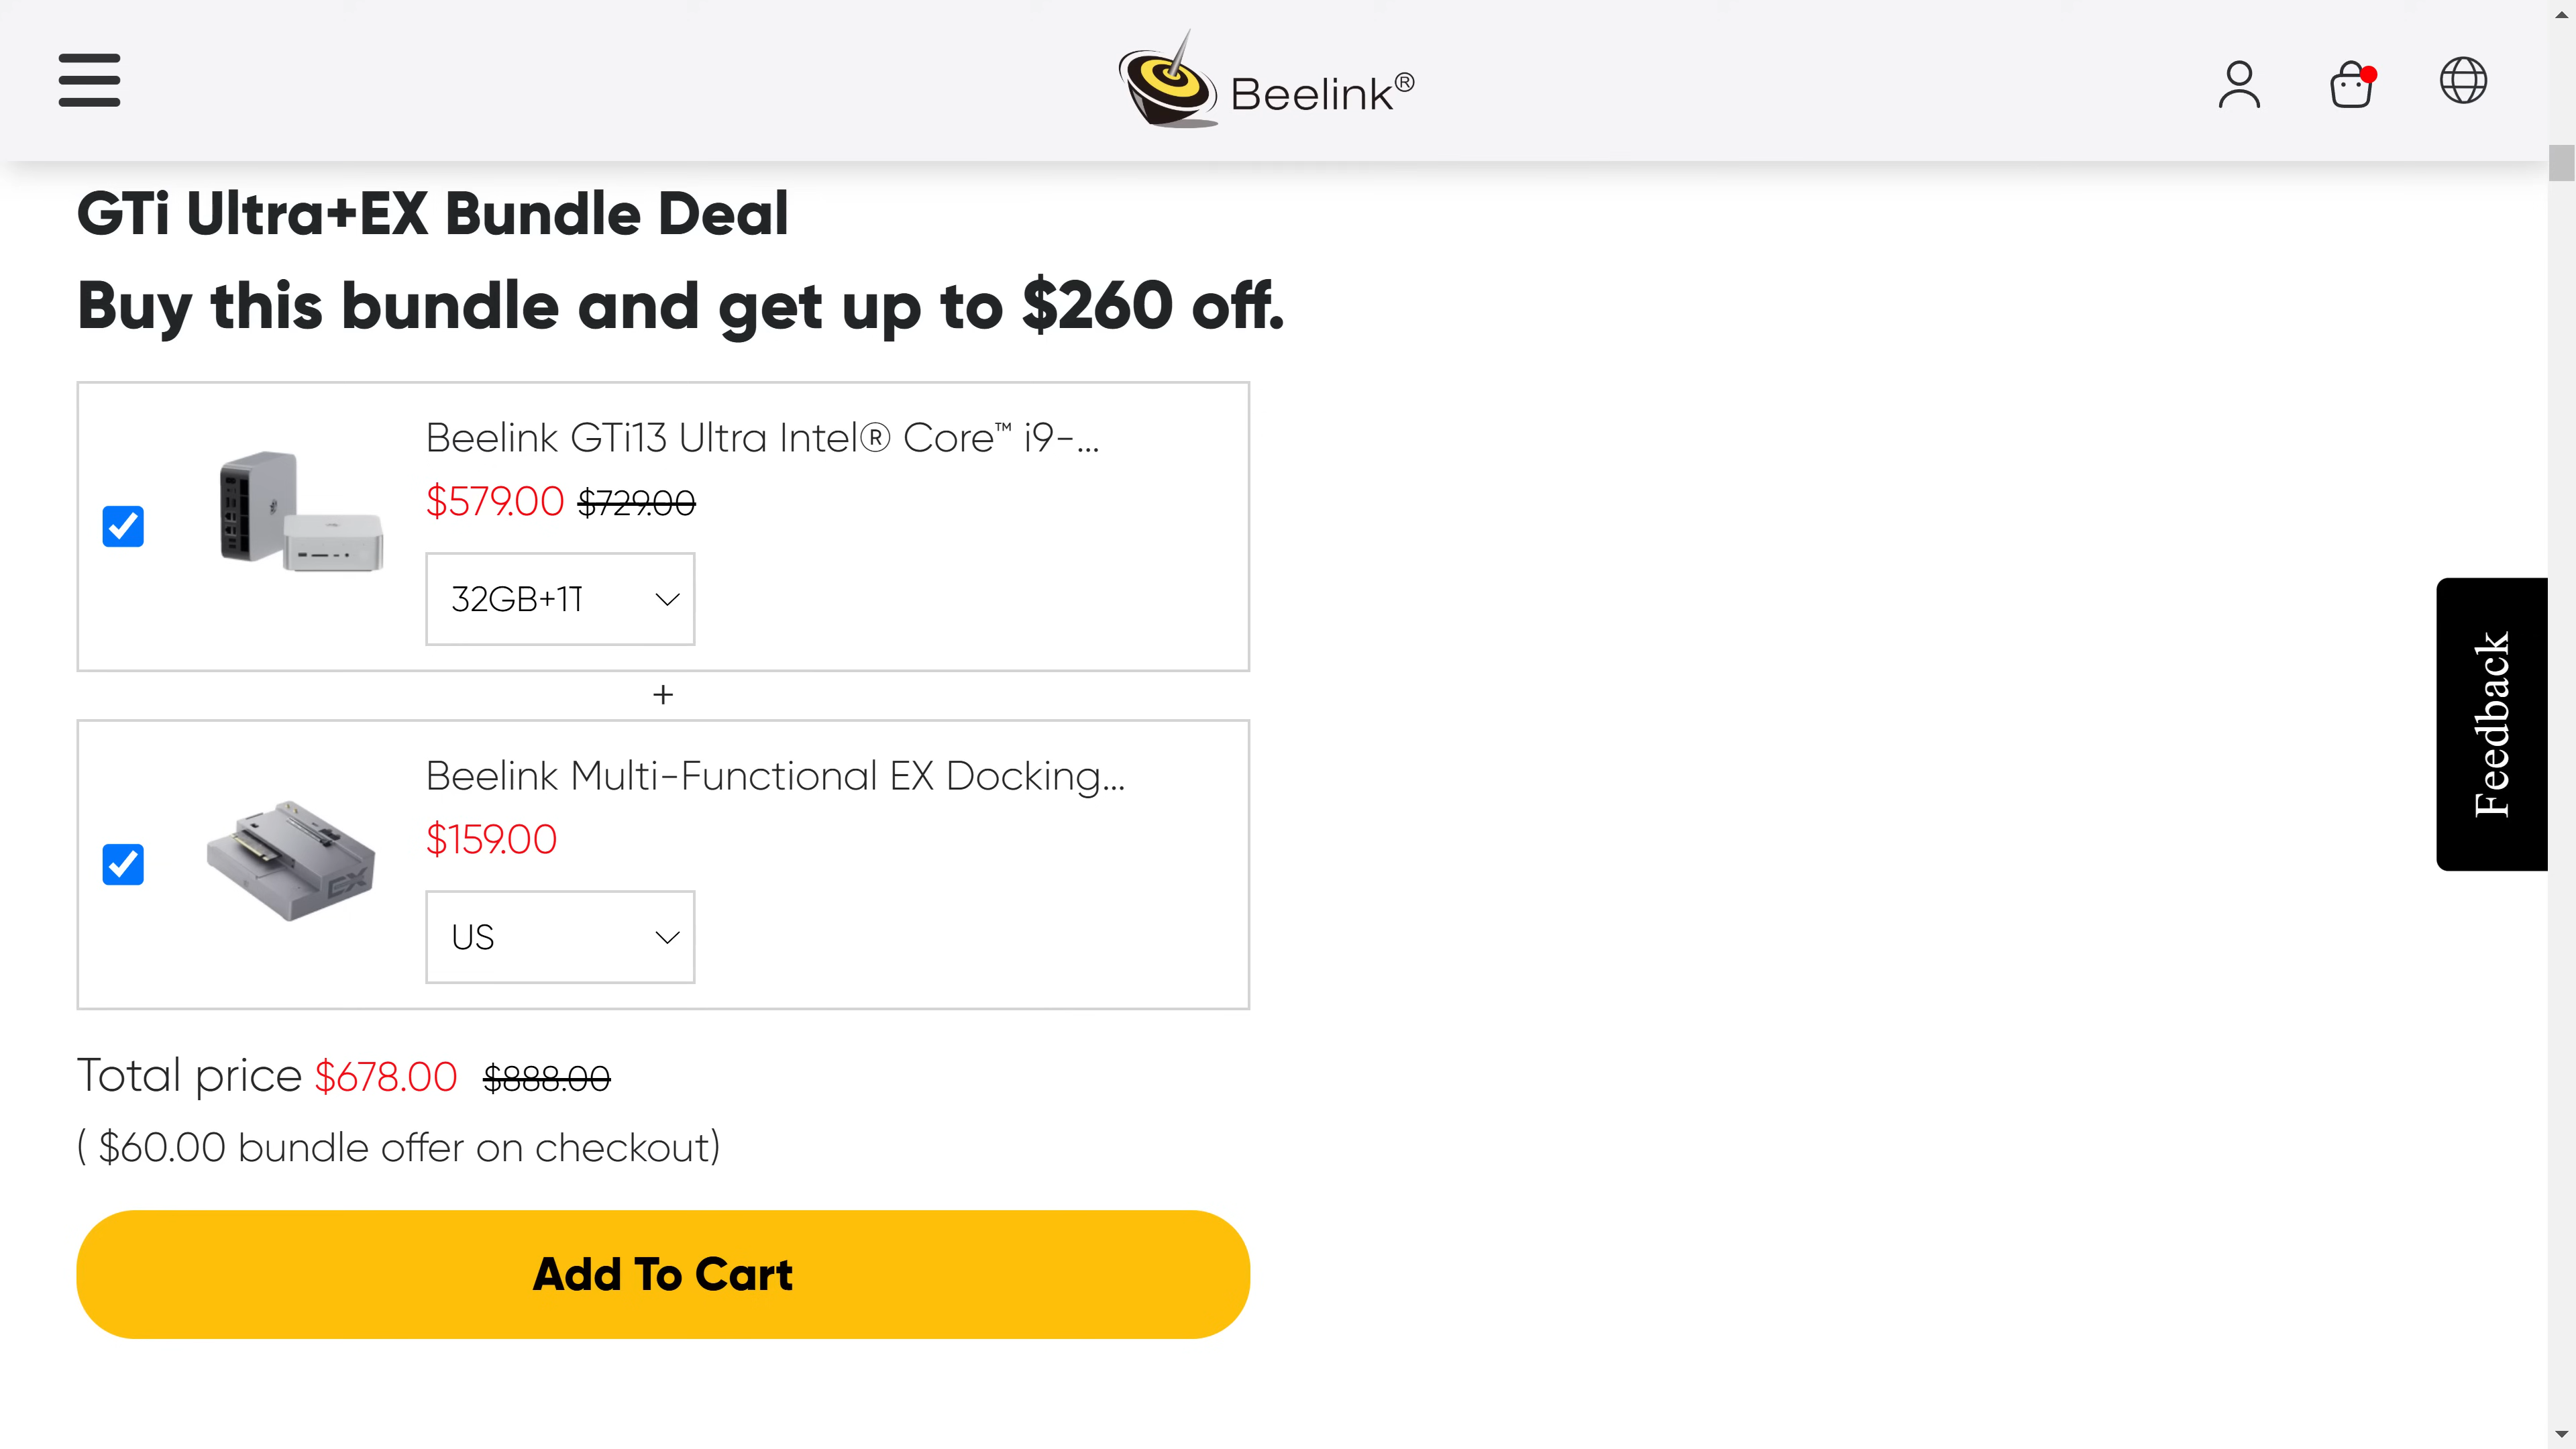 Beelink®
GTi Ultra+EX Bundle Deal
Buy this bundle and get up to $260 off.
Beelink GTi13 Ultra Intel® Core™ i9-...
$579.00 $729.00
32GB+1T
+
Beelink Multi-Functional EX Docking...
$159.00
EX
US
Total price $678.00 $888.00
( $60.00 bundle offer on checkout)
Add To Cart
Feedback